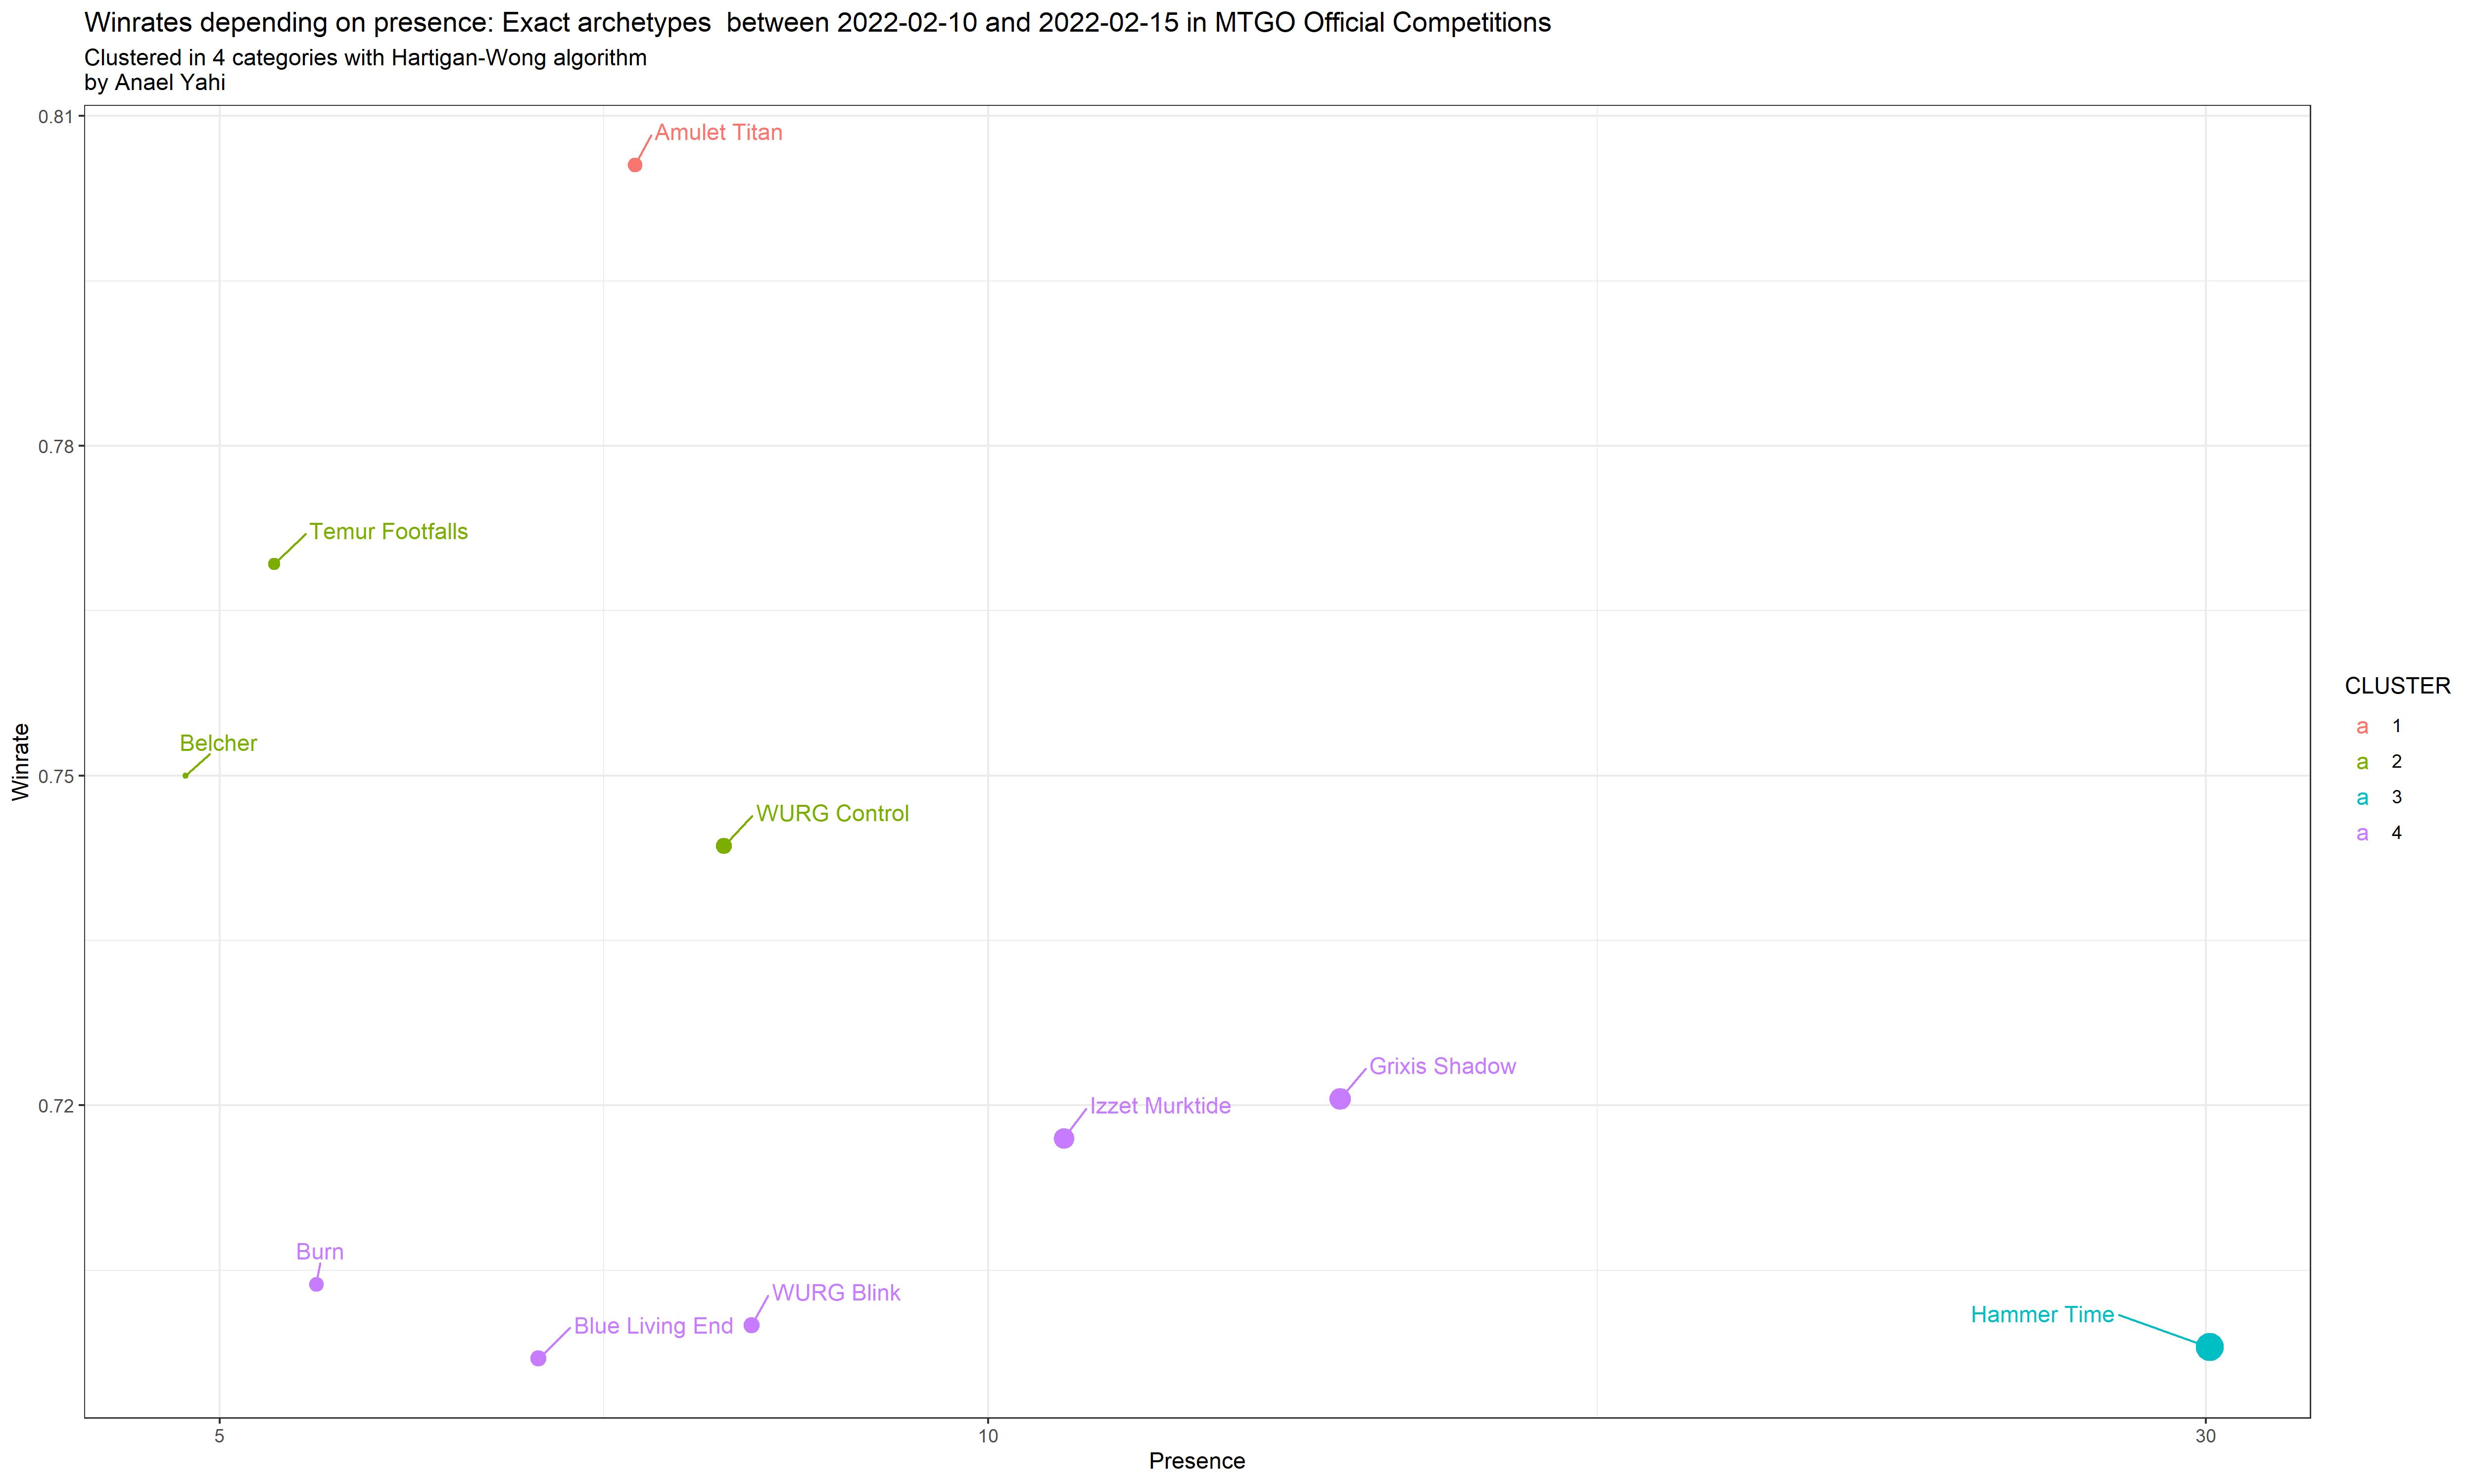 Winrates depending on presence: Exact archetypes  between 2022-02-10 and 2022-02-15 in MTGO Official Competitions
Clustered in 4 categories with Hartigan-Wong algorithm
by Anael Yahi
0.81
Amulet Titan
0.78
Temur Footfalls
Belcher
0.75
WURG Control
Winrate
Grixis Shadow
0.72
Izzet Murktide
Burn
WURG Blink
Blue Living End
Hammer Time
5
10
30
Presence
CLUSTER
a 1
a 2
a 3
a 4